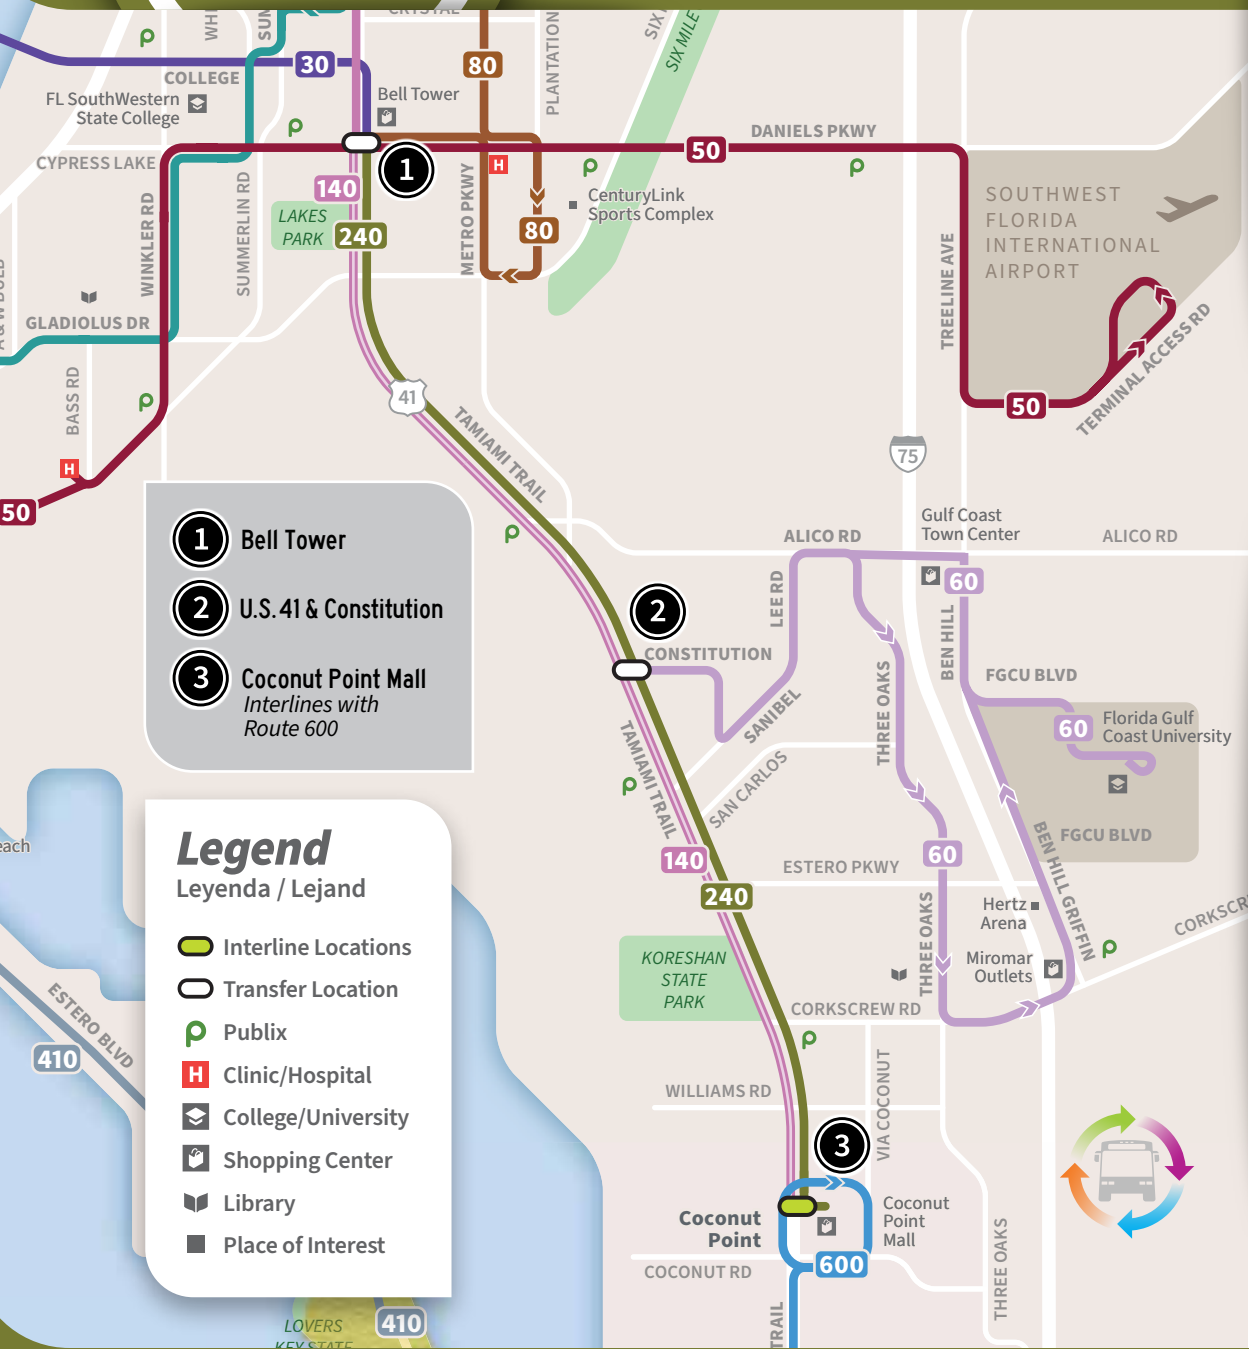 CRYSTAL
SIX MILE
PLANTATION
COLLEGE
30
80
FL SouthWestern
State College
Bell Tower
DANIELS PKWY
50
CYPRESS LAKE
1
H
140
CenturyLink
Sports Complex
SOUTHWEST
FLORIDA
INTERNATIONAL
AIRPORT
LAKES
PARK
240
80
WINKLER RD
SUMMERLIN RD
METRO PKWY
TREELINE AVE
GLADIOLUS DR
TERMINAL ACCESS RD
BASS RD
41
50
TAMIAMI TRAIL
75
H
50
Gulf Coast
Town Center
ALICO RD
ALICO RD
1 Bell Tower
2 U.S. 41 & Constitution
3 Coconut Point Mall
Interlines with
Route 600
60
LEE RD
2
CONSTITUTION
BEN HILL
FGCU BLVD
THREE OAKS
SANIBEL
60
Florida Gulf
Coast University
TAMIAMI TRAIL
SAN CARLOS
FGCU BLVD
140
60
ESTERO PKWY
240
BEN HILL GRIFFIN
Hertz
Arena
THREE OAKS
Miromar
Outlets
KORESHAN
STATE
PARK
CORKSCREW RD
WILLIAMS RD
VIA COCONUT
3
Coconut
Point
Coconut
Point
Mall
600
COCONUT RD
THREE OAKS
TRAIL
each
Legend
Leyenda / Lejand
Interline Locations
Transfer Location
Publix
H Clinic/Hospital
College/University
Shopping Center
Library
Place of Interest
ESTERO BLVD
410
410
LOVERS
KEY STATE